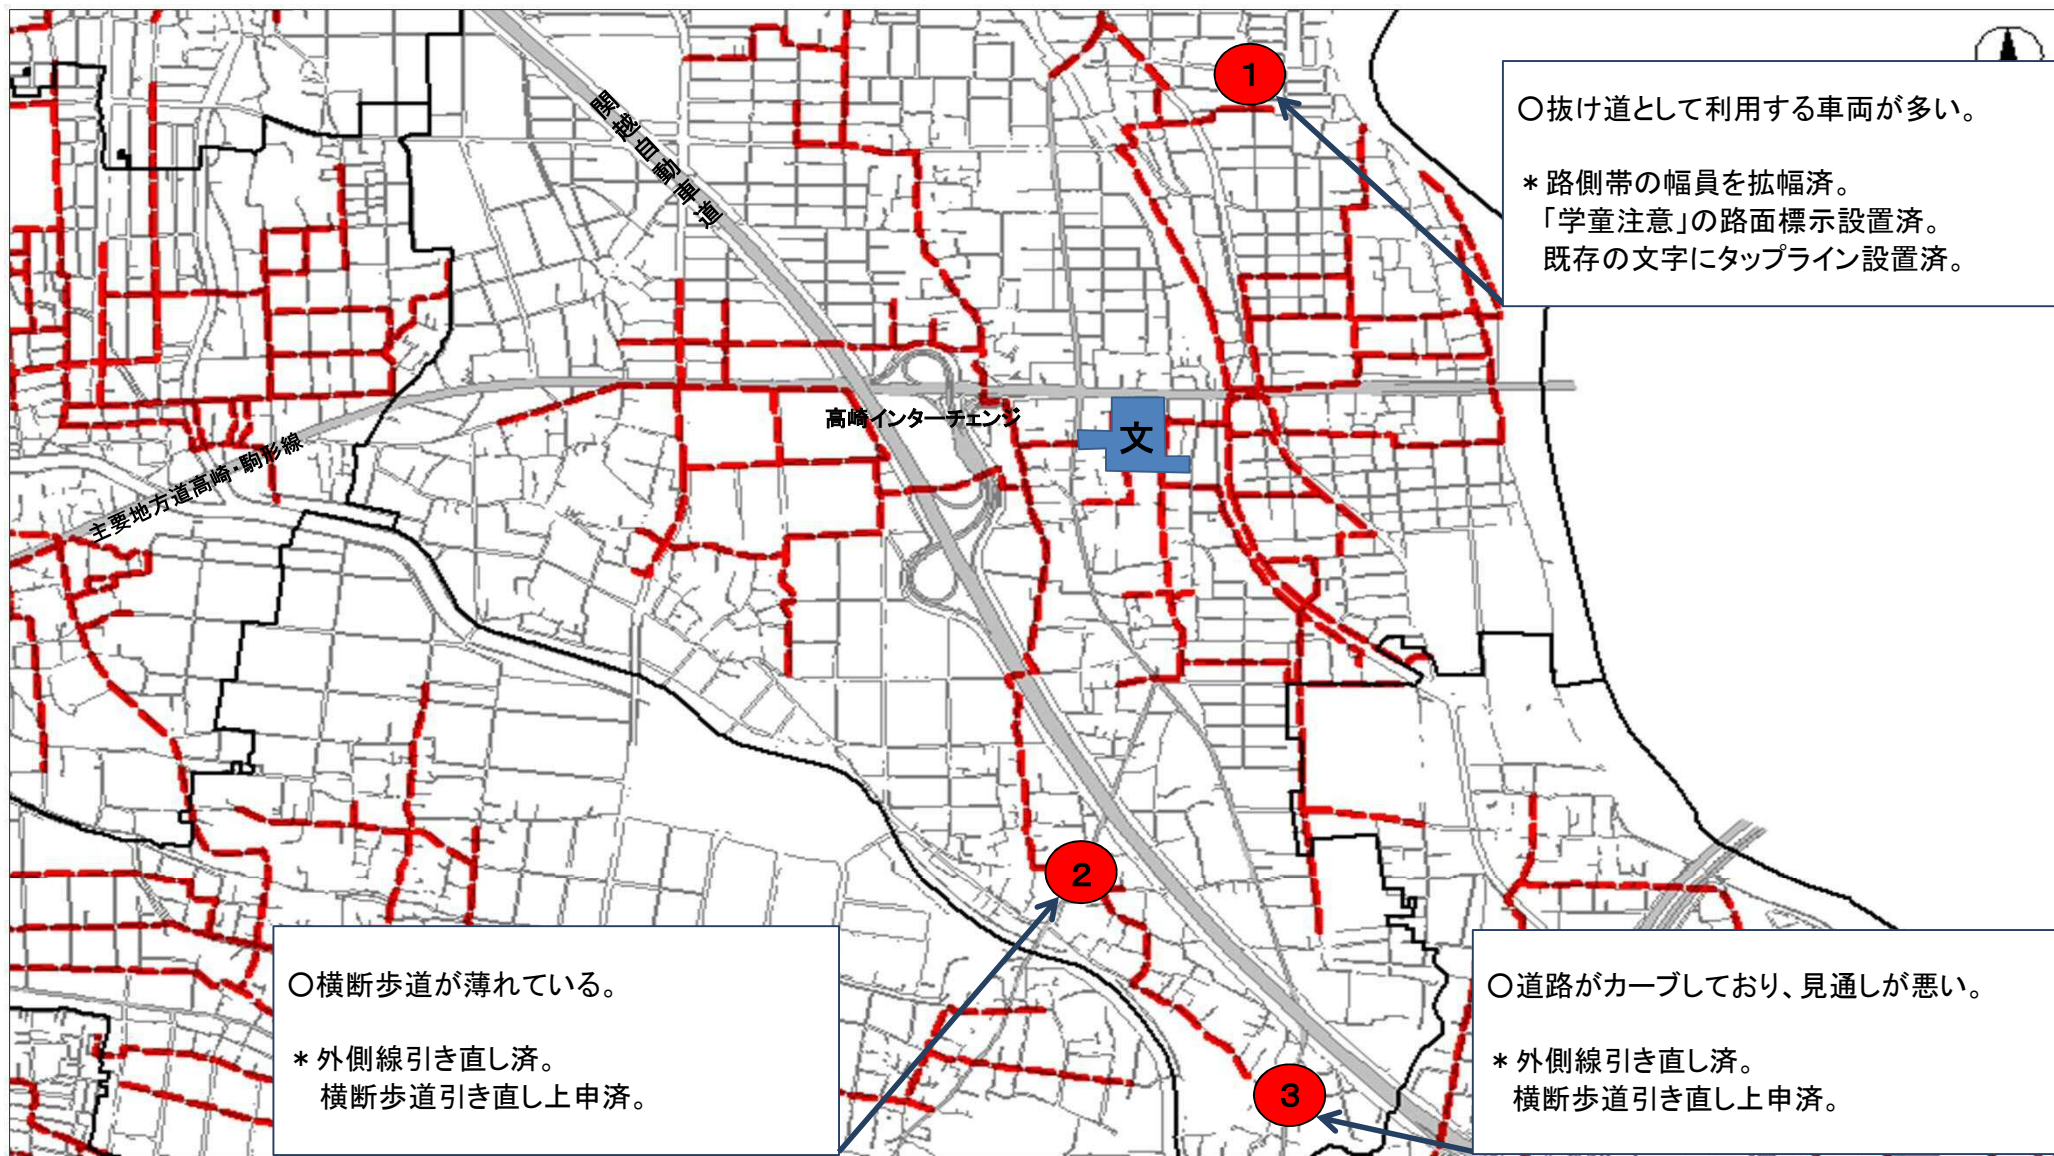 1
〇抜け道として利用する車両が多い。
＊路側帯の幅員を拡幅済。
「学童注意」の路面標示設置済。
既存の文字にタップライン設置済。
関越自動車道
高崎インターチェンジ
文
主要地方道高崎・駒形線
2
〇横断歩道が薄れている。
＊外側線引き直し済。
横断歩道引き直し上申済。
〇道路がカーブしており、見通しが悪い。
＊外側線引き直し済。
横断歩道引き直し上申済。
3